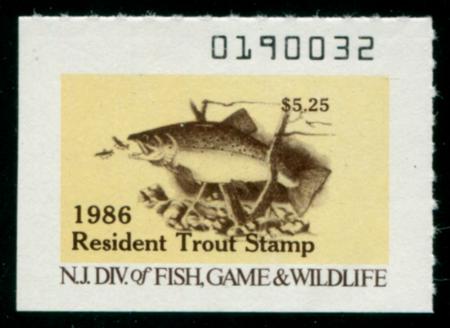 0190032
$5.25
1986
Resident Trout Stamp
N.J. DIV. of FISH, GAME & WILDLIFE